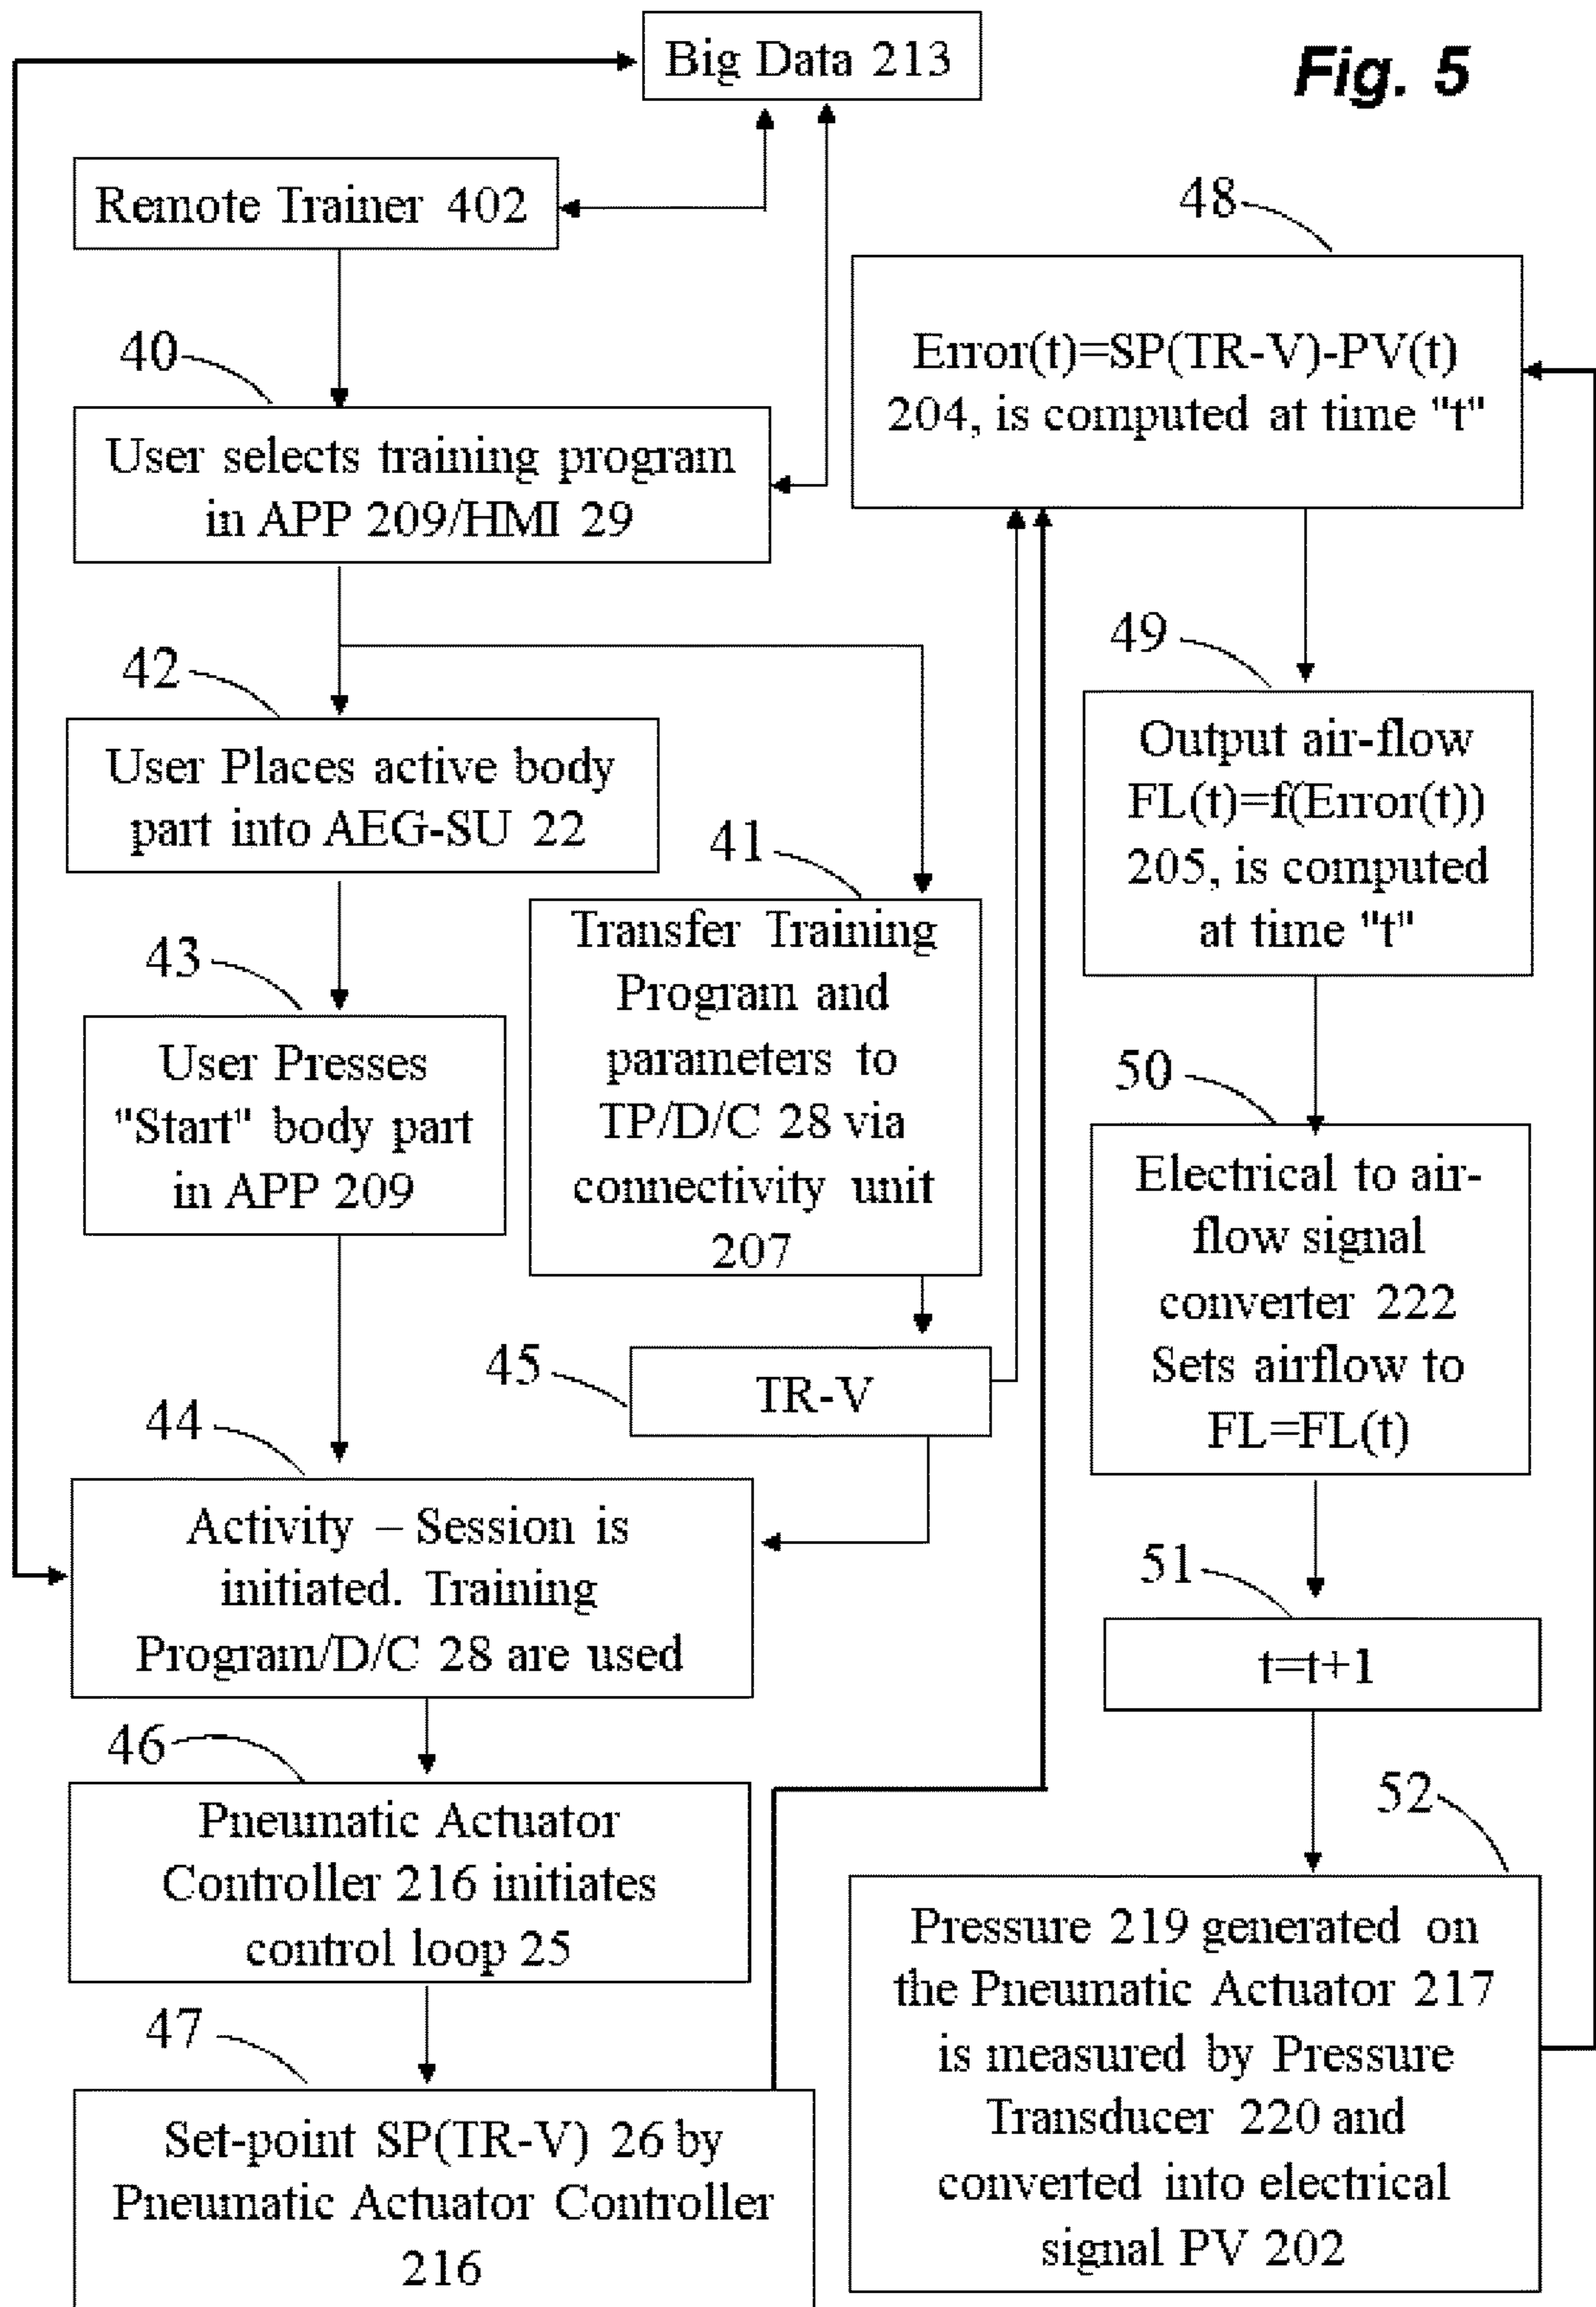 Big Data 213
Fig. 5
Remote Trainer 402
48
40
Error(t)=SP(TR-V)-PV(t)
204, is computed at time "t"
User selects training program
in APP 209/HMI 29
42
49
User Places active body
part into AEG-SU 22
Output air-flow
FL(t)=f(Error(t))
205, is computed
at time "t"
41
43
Transfer Training
Program and
parameters to
TP/D/C 28 via
connectivity unit
207
User Presses
"Start" body part
in APP 209
50
Electrical to air-
flow signal
converter 222
Sets airflow to
FL=FL(t)
45
TR-V
44
Activity – Session is
initiated. Training
Program/D/C 28 are used
51
t=t+1
46
Pneumatic Actuator
Controller 216 initiates
control loop 25
52
Pressure 219 generated on
the Pneumatic Actuator 217
is measured by Pressure
Transducer 220 and
converted into electrical
signal PV 202
47
Set-point SP(TR-V) 26 by
Pneumatic Actuator Controller
216